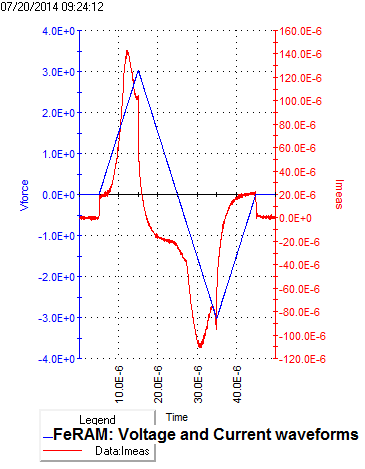 07/20/2014 09:24:12
4.0E+0
3.0E+0
2.0E+0
1.0E+0
0.0E+0
-1.0E+0
-2.0E+0
-3.0E+0
-4.0E+0
Vforce
160.0E-6
140.0E-6
120.0E-6
100.0E-6
80.0E-6
60.0E-6
40.0E-6
20.0E-6
0.0E+0
-20.0E-6
-40.0E-6
-60.0E-6
-80.0E-6
-100.0E-6
-120.0E-6
Imeas
10.0E-6
20.0E-6
30.0E-6
40.0E-6
Time
Legend
FeRAM: Voltage and Current waveforms
Data:Imeas